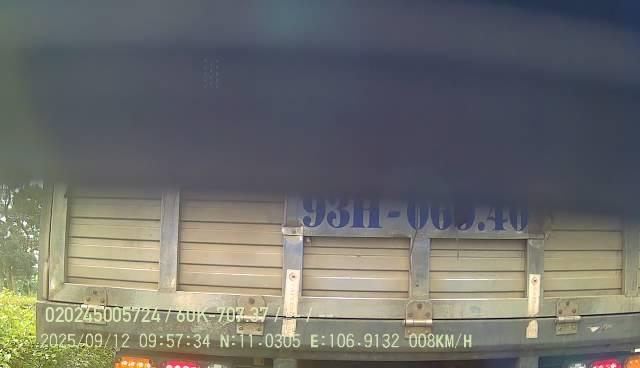 93H-069.40
020245005724 / 60K-707.37 / -- / --
2025/09/12 09:57:34 N:11.0305 E:106.9132 008KM/H